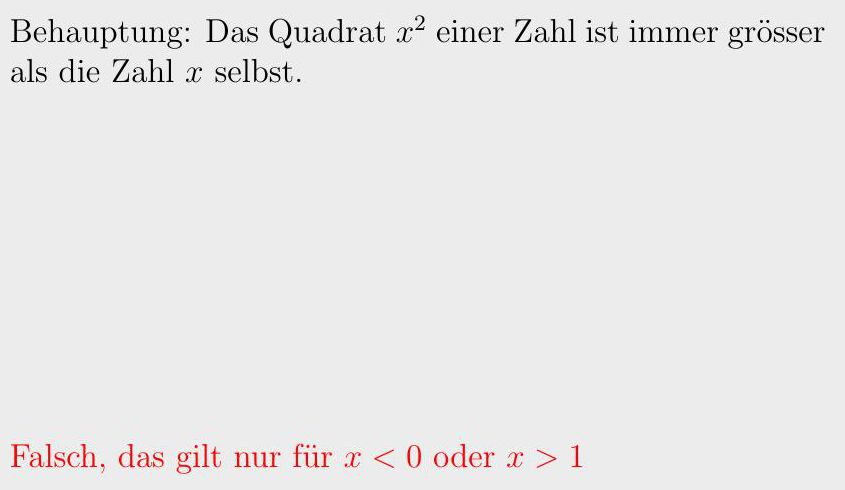 Behauptung: Das Quadrat x² einer Zahl ist immer grösser
als die Zahl x selbst.
Falsch, das gilt nur für x < 0 oder x > 1